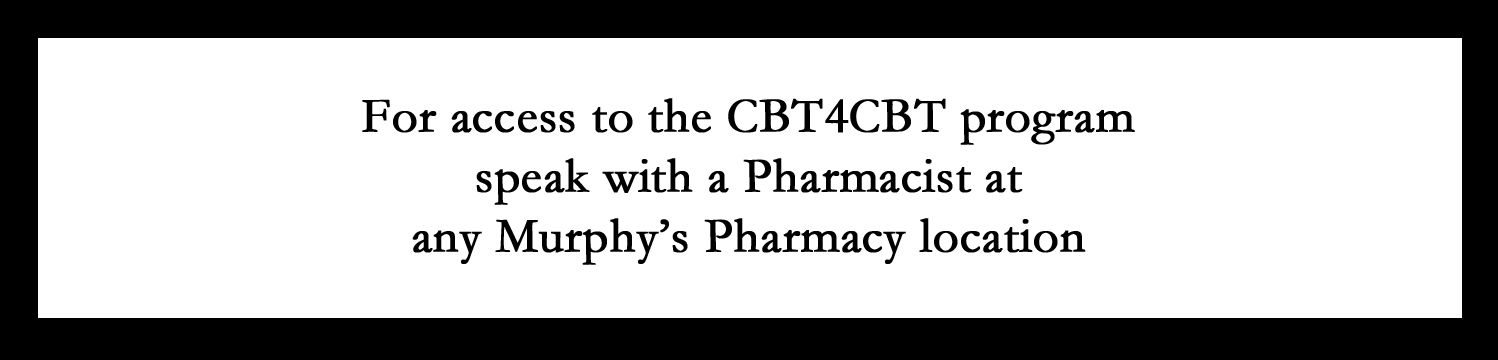 For access to the CBT4CBT program
speak with a Pharmacist at
any Murphy’s Pharmacy location